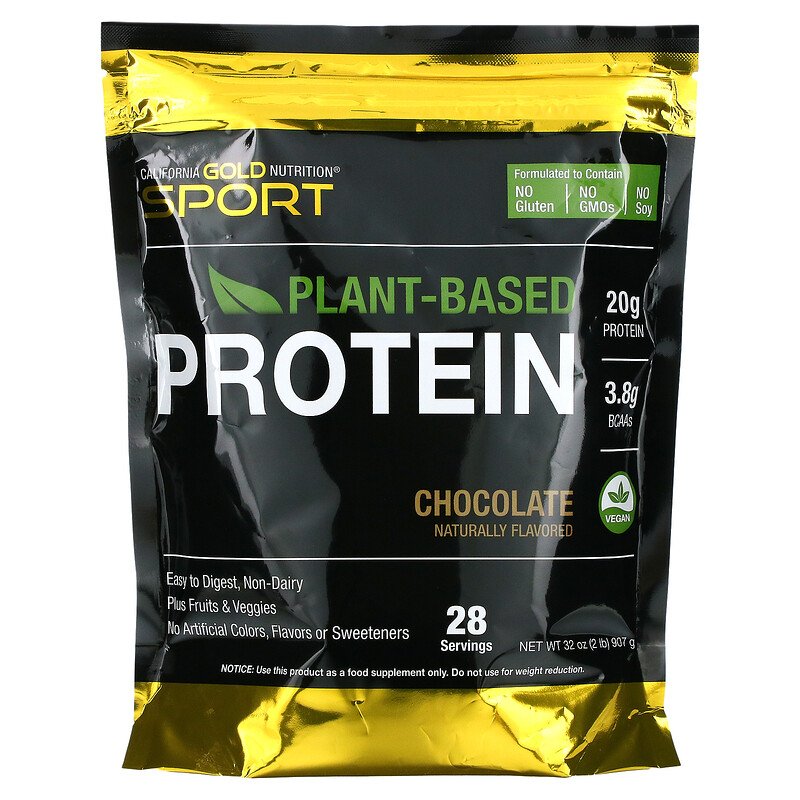 CALIFORNIA GOLD NUTRITION®
SPORT
Formulated to Contain
NO Gluten | NO GMOs | NO Soy
PLANT-BASED
PROTEIN
20g
PROTEIN
3.8g
BCAAs
VEGAN
CHOCOLATE
NATURALLY FLAVORED
Easy to Digest, Non-Dairy
Plus Fruits & Veggies
No Artificial Colors, Flavors or Sweeteners
28
Servings
NET WT 32 oz (2 lb) 907 g
NOTICE: Use this product as a food supplement only. Do not use for weight reduction.